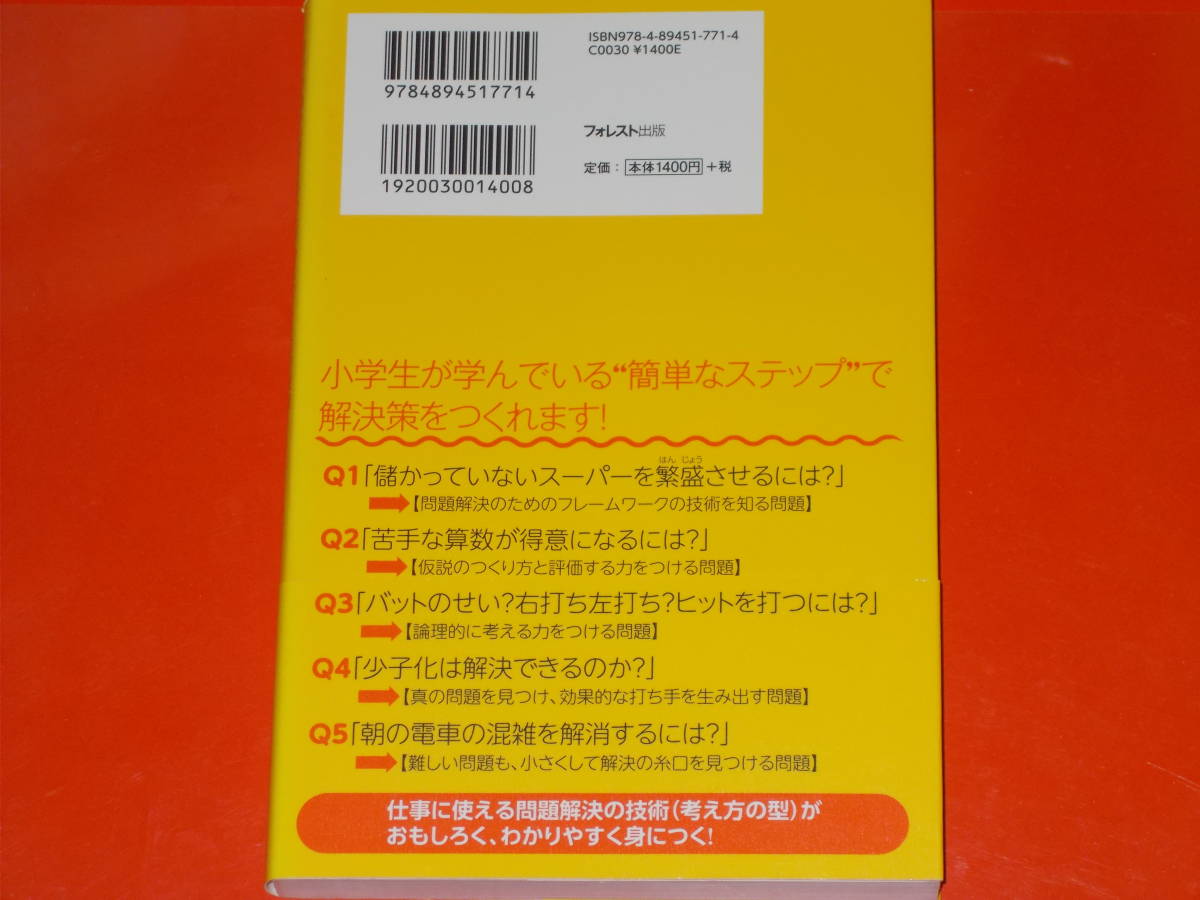 ISBN978-4-89451-771-4
C0030 ¥1400E
9784894517714
フォレスト出版
定価：本体1400円＋税
1920030014008
小学生が学んでいる“簡単なステップ”で
解決策をつくれます！
はん じょう
Q1「儲かっていないスーパーを繁盛させるには？」
【問題解決のためのフレームワークの技術を知る問題】
Q2「苦手な算数が得意になるには？」
【仮説のつくり方と評価する力をつける問題】
Q3「バットのせい？右打ち左打ち？ヒットを打つには？」
【論理的に考える力をつける問題】
Q4「少子化は解決できるのか？」
【真の問題を見つけ、効果的な打ち手を生み出す問題】
Q5「朝の電車の混雑を解消するには？」
【難しい問題も、小さくして解決の糸口を見つける問題】
仕事に使える問題解決の技術（考え方の型）が
おもしろく、わかりやすく身につく！